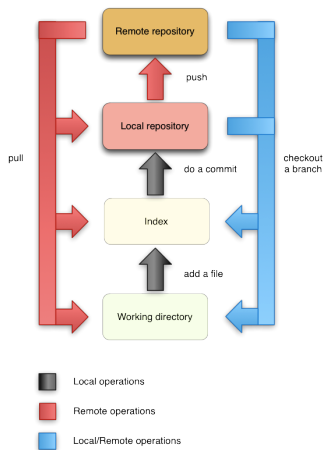 Remote repository
push
Local repository
pull
do a commit
checkout
a branch
Index
add a file
Working directory
Local operations
Remote operations
Local/Remote operations